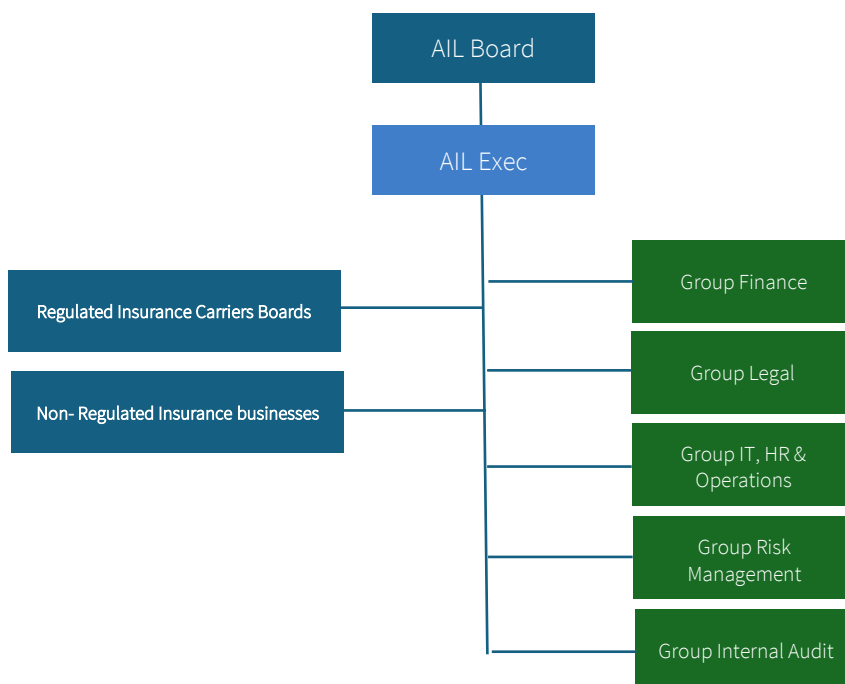 AIL Board
AIL Exec
Regulated Insurance Carriers Boards
Non- Regulated Insurance businesses
Group Finance
Group Legal
Group IT, HR &
Operations
Group Risk
Management
Group Internal Audit